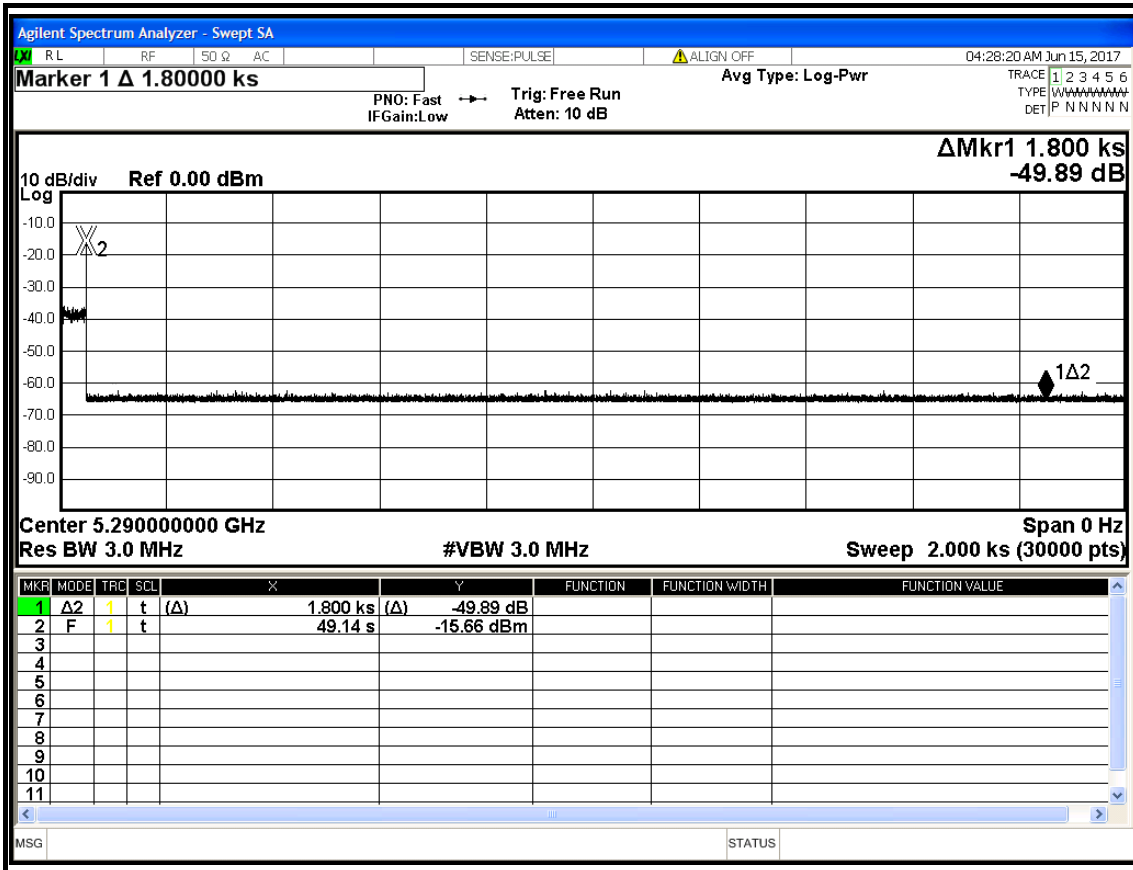 Agilent Spectrum Analyzer - Swept SA
LXI RL RF 50 Ω AC SENSE:PULSE ALIGN OFF 04:28:20 AM Jun 15, 2017
Marker 1 Δ 1.80000 ks
PNO: Fast
IFGain:Low
Trig: Free Run
Atten: 10 dB
Avg Type: Log-Pwr
TRACE 1 2 3 4 5 6
TYPE
DET P N N N N N
ΔMkr1 1.800 ks
-49.89 dB
10 dB/div Ref 0.00 dBm
Log
-10.0
-20.0
-30.0
-40.0
-50.0
-60.0
-70.0
-80.0
-90.0
2
1Δ2
Center 5.290000000 GHz Span 0 Hz
Res BW 3.0 MHz #VBW 3.0 MHz Sweep 2.000 ks (30000 pts)
MKR MODE TRC SCL X Y FUNCTION FUNCTION WIDTH FUNCTION VALUE
1 Δ2 1 t (Δ) 1.800 ks (Δ) -49.89 dB
2 F 1 t 49.14 s -15.66 dBm
3
4
5
6
7
8
9
10
11
MSG STATUS